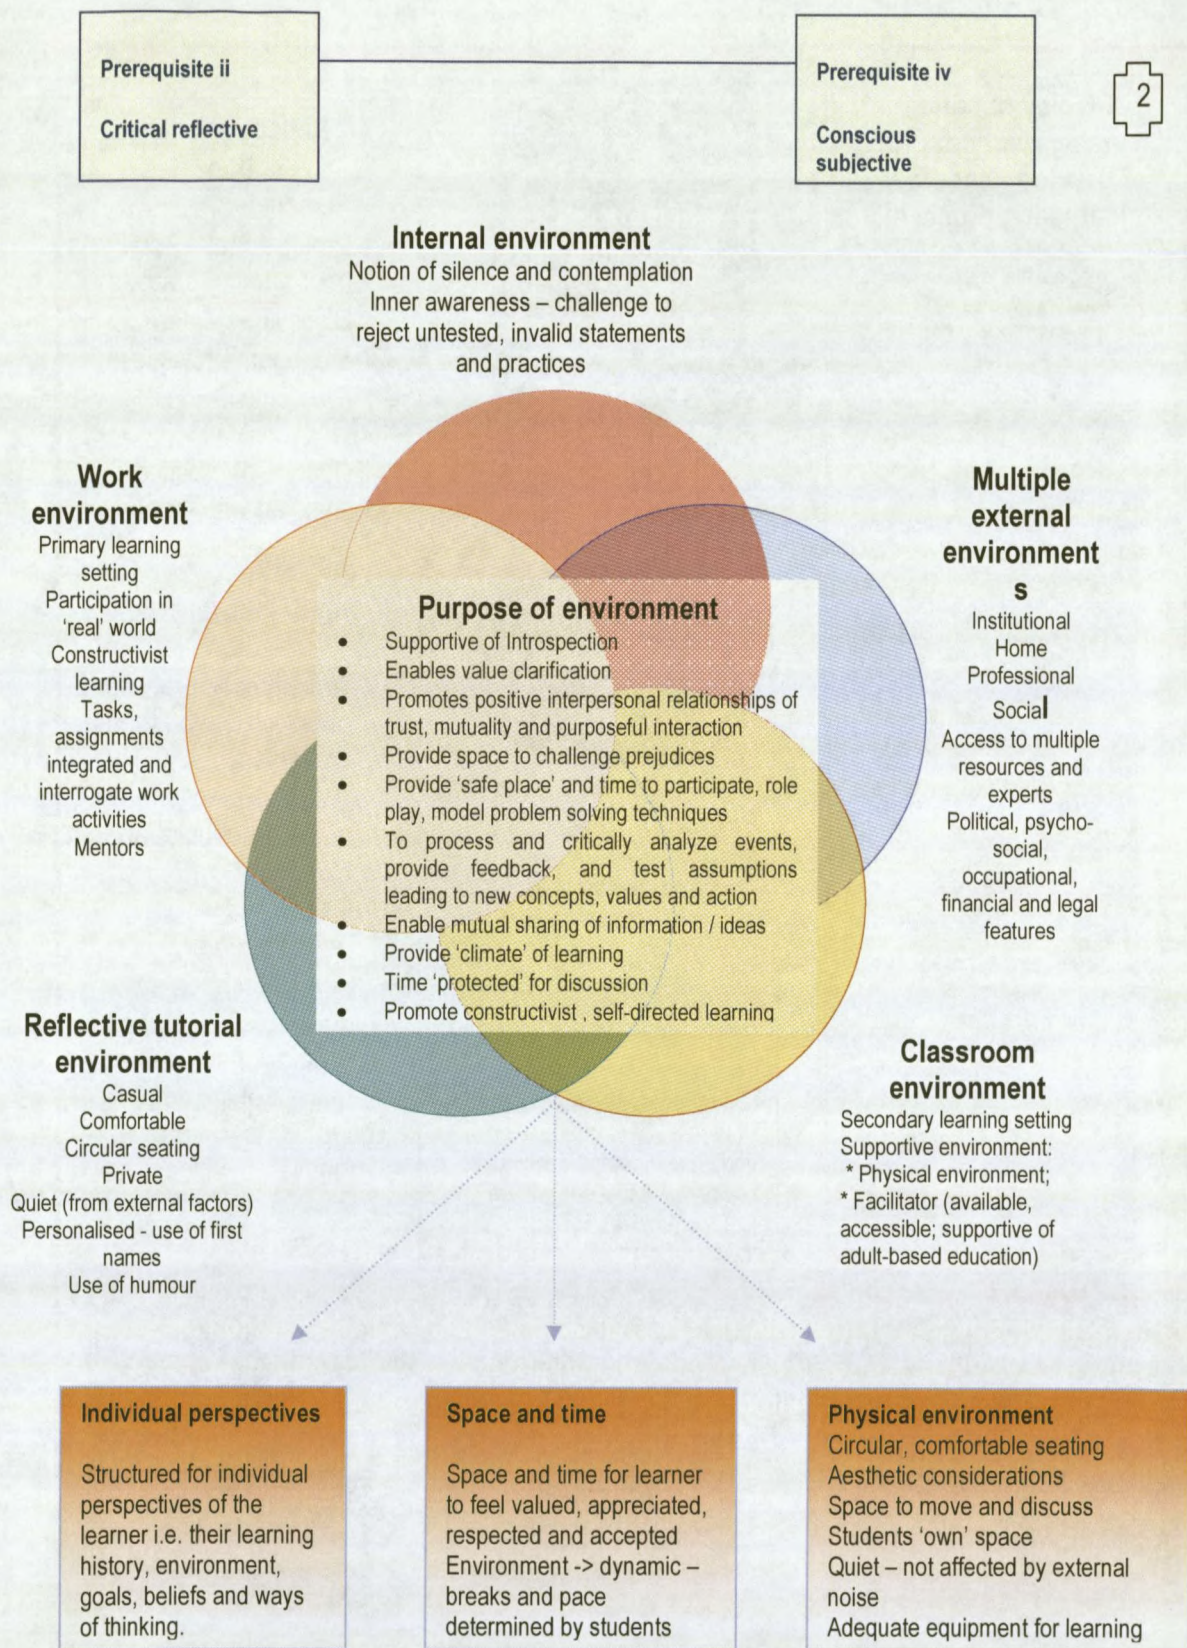 Prerequisite ii
Critical reflective
Prerequisite iv
Conscious
subjective
2
Internal environment
Notion of silence and contemplation
Inner awareness – challenge to
reject untested, invalid statements
and practices
Work
environment
Primary learning
setting
Participation in
'real' world
Constructivist
learning
Tasks,
assignments
integrated and
interrogate work
activities
Mentors
Multiple
external
environment
s
Institutional
Home
Professional
Social
Access to multiple
resources and
experts
Political, psycho-
social,
occupational,
financial and legal
features
Purpose of environment
• Supportive of Introspection
• Enables value clarification
• Promotes positive interpersonal relationships of
trust, mutuality and purposeful interaction
• Provide space to challenge prejudices
• Provide 'safe place' and time to participate, role
play, model problem solving techniques
• To process and critically analyze events,
provide feedback, and test assumptions
leading to new concepts, values and action
• Enable mutual sharing of information / ideas
• Provide 'climate' of learning
• Time 'protected' for discussion
• Promote constructivist , self-directed learning
Reflective tutorial
environment
Casual
Comfortable
Circular seating
Private
Quiet (from external factors)
Personalised - use of first
names
Use of humour
Classroom
environment
Secondary learning setting
Supportive environment:
* Physical environment;
* Facilitator (available,
accessible; supportive of
adult-based education)
Individual perspectives
Structured for individual
perspectives of the
learner i.e. their learning
history, environment,
goals, beliefs and ways
of thinking.
Space and time
Space and time for learner
to feel valued, appreciated,
respected and accepted
Environment -> dynamic –
breaks and pace
determined by students
Physical environment
Circular, comfortable seating
Aesthetic considerations
Space to move and discuss
Students 'own' space
Quiet – not affected by external
noise
Adequate equipment for learning